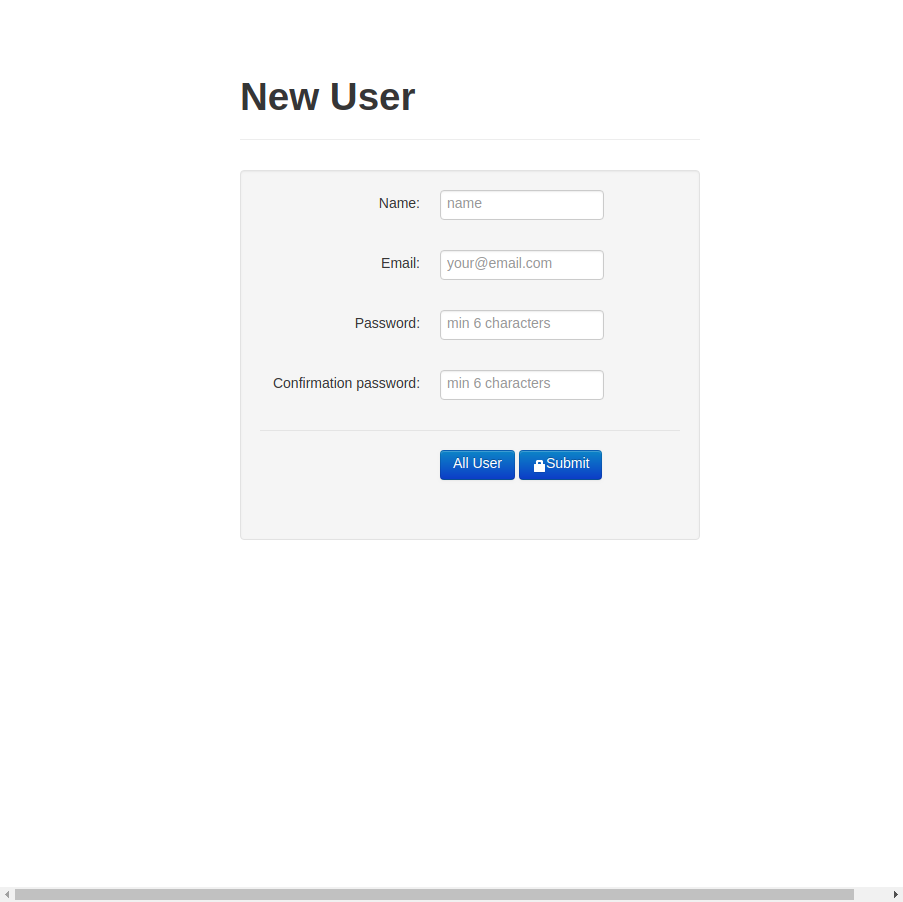 New User
Name: name
Email: your@email.com
Password: min 6 characters
Confirmation password: min 6 characters
All User Submit